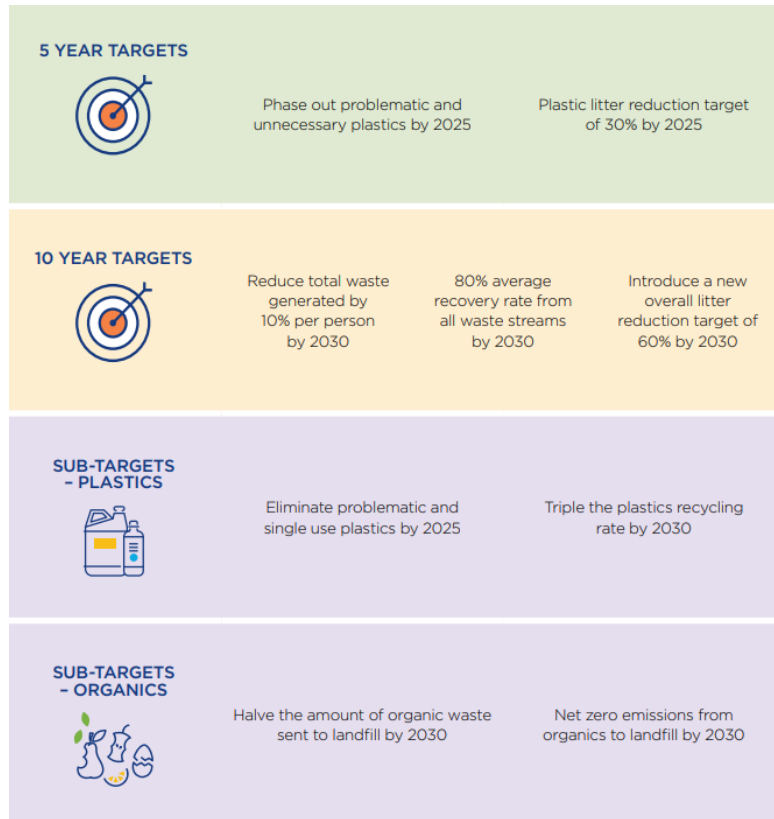 5 YEAR TARGETS
Phase out problematic and
unnecessary plastics by 2025
Plastic litter reduction target
of 30% by 2025
10 YEAR TARGETS
Reduce total waste
generated by
10% per person
by 2030
80% average
recovery rate from
all waste streams
by 2030
Introduce a new
overall litter
reduction target of
60% by 2030
SUB-TARGETS
– PLASTICS
Eliminate problematic and
single use plastics by 2025
Triple the plastics recycling
rate by 2030
SUB-TARGETS
– ORGANICS
Halve the amount of organic waste
sent to landfill by 2030
Net zero emissions from
organics to landfill by 2030